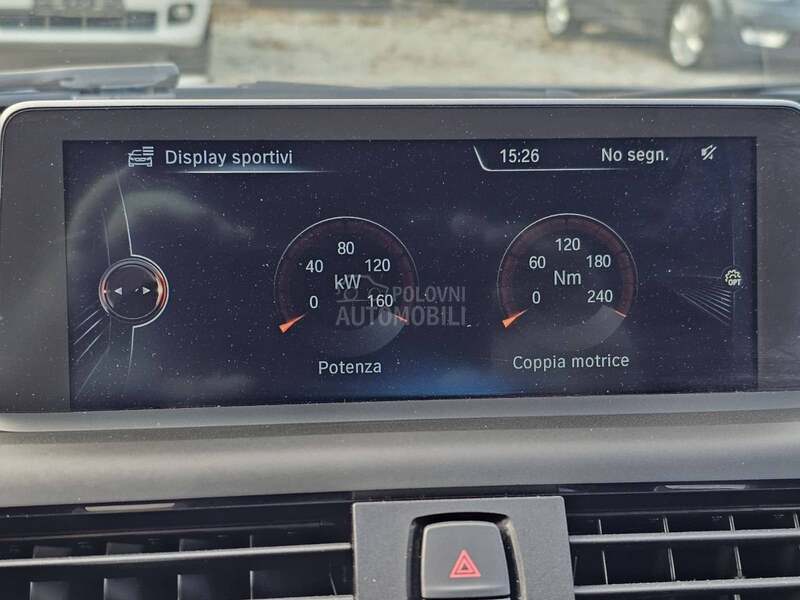 Display sportivi
15:26
No segn.
0 40 80 120 160
kW
Potenza
0 60 120 180 240
Nm
Coppia motrice
OPT
POLOVNI
AUTOMOBILI